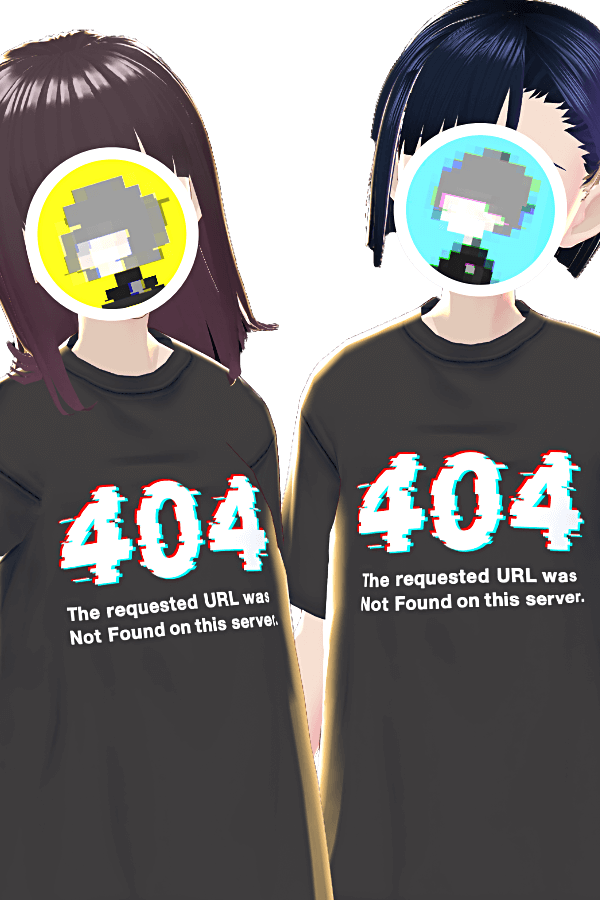 404
The requested URL was
Not Found on this server.
404
The requested URL was
Not Found on this server.